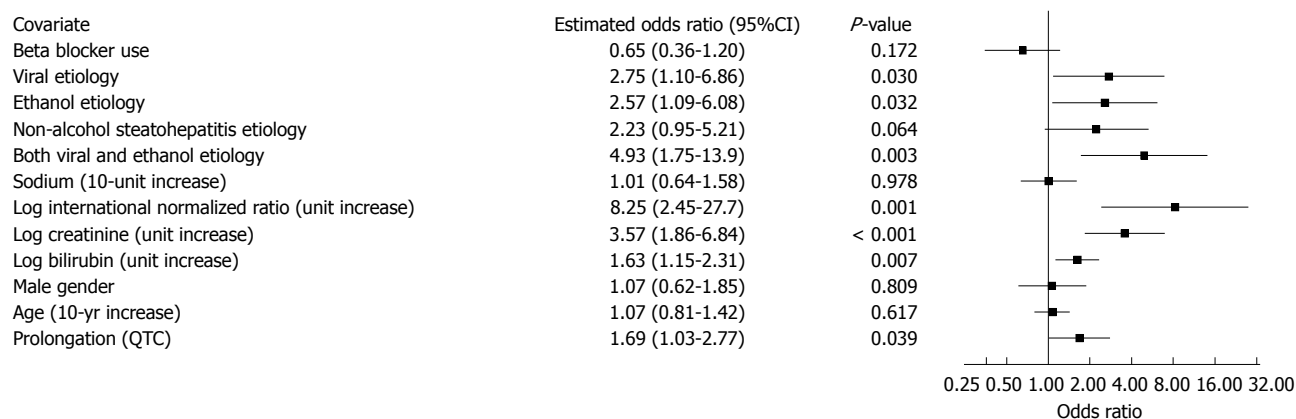 Covariate Estimated odds ratio (95%CI) P-value
Beta blocker use 0.65 (0.36-1.20) 0.172
Viral etiology 2.75 (1.10-6.86) 0.030
Ethanol etiology 2.57 (1.09-6.08) 0.032
Non-alcohol steatohepatitis etiology 2.23 (0.95-5.21) 0.064
Both viral and ethanol etiology 4.93 (1.75-13.9) 0.003
Sodium (10-unit increase) 1.01 (0.64-1.58) 0.978
Log international normalized ratio (unit increase) 8.25 (2.45-27.7) 0.001
Log creatinine (unit increase) 3.57 (1.86-6.84) < 0.001
Log bilirubin (unit increase) 1.63 (1.15-2.31) 0.007
Male gender 1.07 (0.62-1.85) 0.809
Age (10-yr increase) 1.07 (0.81-1.42) 0.617
Prolongation (QTC) 1.69 (1.03-2.77) 0.039
0.25 0.50 1.00 2.00 4.00 8.00 16.00 32.00
Odds ratio